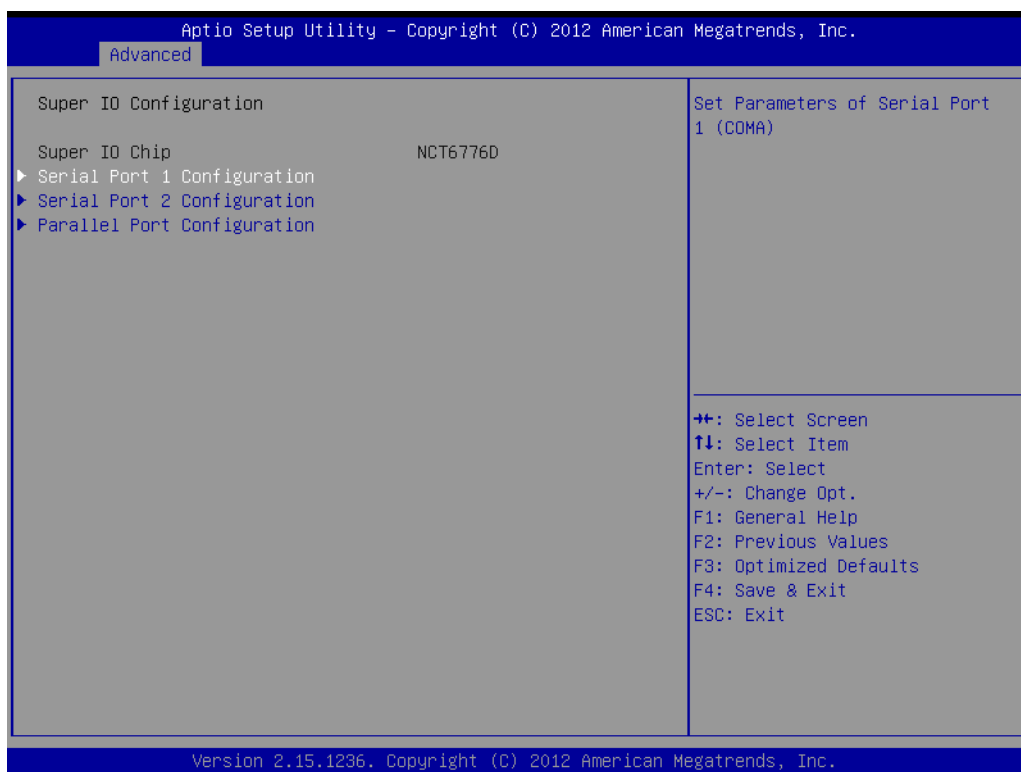 Aptio Setup Utility – Copyright (C) 2012 American Megatrends, Inc.
Advanced
Super IO Configuration
Super IO Chip NCT6776D
▶ Serial Port 1 Configuration
▶ Serial Port 2 Configuration
▶ Parallel Port Configuration
Set Parameters of Serial Port
1 (COMA)
→←: Select Screen
↑↓: Select Item
Enter: Select
+/-: Change Opt.
F1: General Help
F2: Previous Values
F3: Optimized Defaults
F4: Save & Exit
ESC: Exit
Version 2.15.1236. Copyright (C) 2012 American Megatrends, Inc.